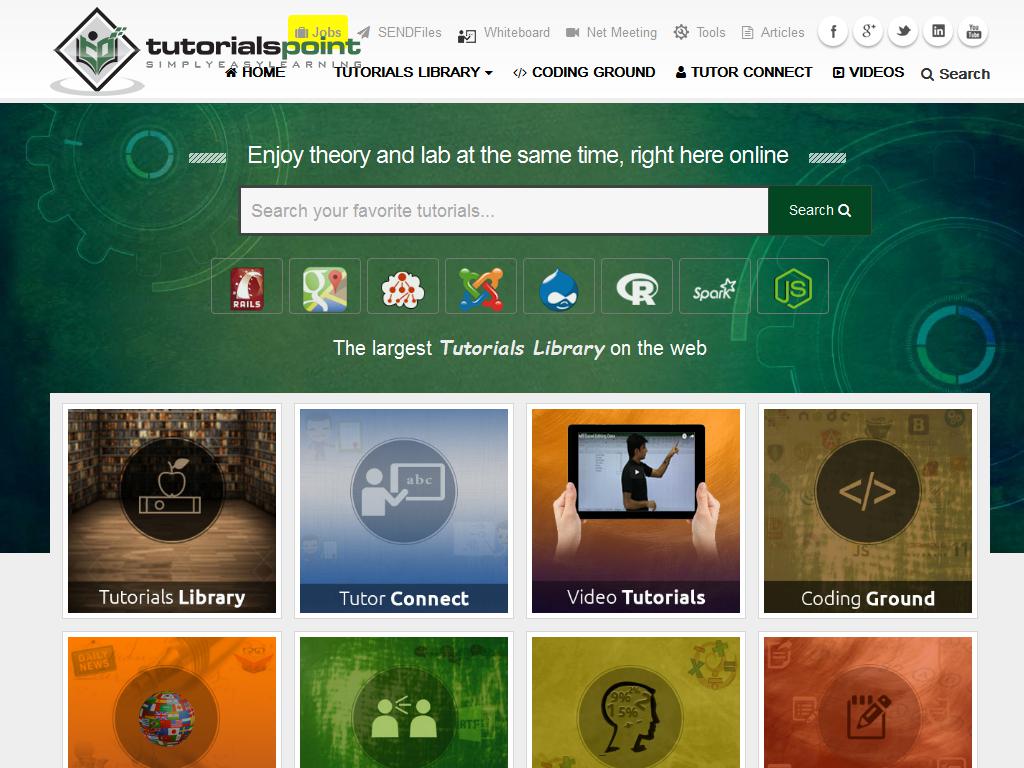 Jobs SENDFiles Whiteboard Net Meeting Tools Articles
tutorialspoint
SIMPLYEASYLEARNING
HOME TUTORIALS LIBRARY CODING GROUND TUTOR CONNECT VIDEOS Search
Enjoy theory and lab at the same time, right here online
Search your favorite tutorials... Search
RAILS
R
Spark
JS
The largest Tutorials Library on the web
abc
</>
JS
Tutorials Library
Tutor Connect
Video Tutorials
Coding Ground
DAILY NEWS
9%
1 5%